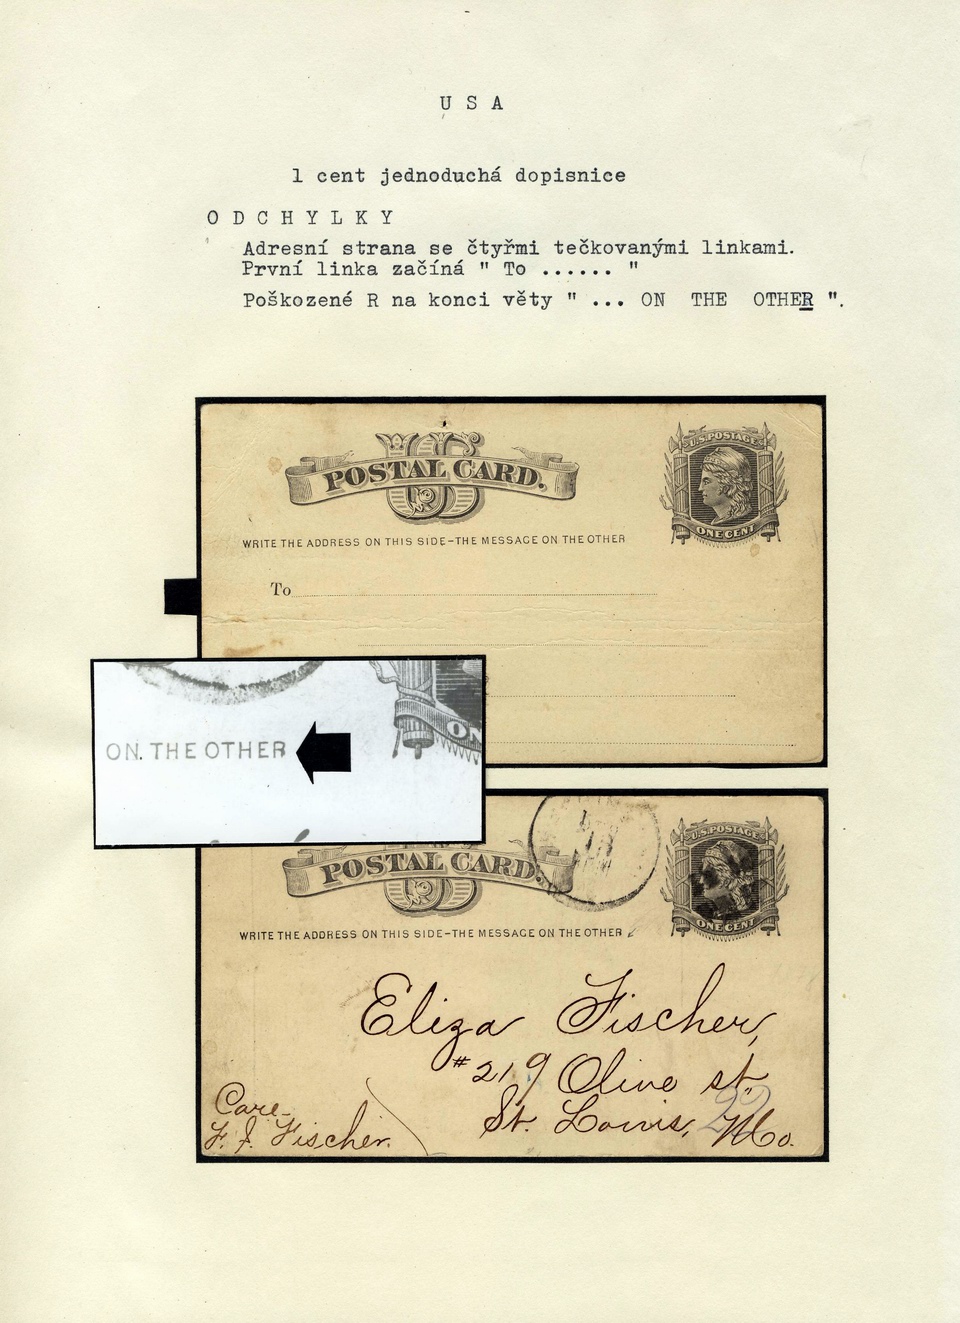 U S A
1 cent jednoduchá dopisnice
O D C H Y L K Y
Adresní strana se čtyřmi tečkovanými linkami.
První linka začíná " To ...... "
Poškozené R na konci věty " ... ON THE OTHER ".
U.S. POSTAGE
US
POSTAL CARD.
ONE CENT
WRITE THE ADDRESS ON THIS SIDE–THE MESSAGE ON THE OTHER
To
ON
ON THE OTHER
U.S. POSTAGE
POSTAL CARD.
ONE CENT
WRITE THE ADDRESS ON THIS SIDE–THE MESSAGE ON THE OTHER
Eliza Fischer,
#219 Olive st.
St. Louis, Mo.
Care
F. J. Fischer.